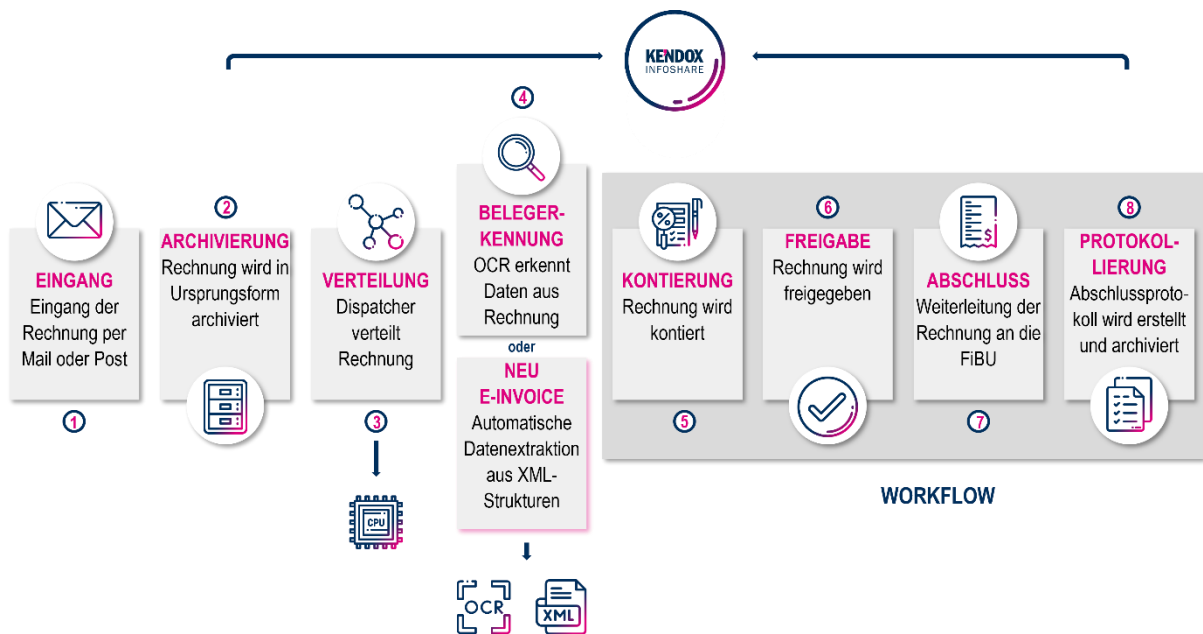 KENDOX
INFOSHARE
1
EINGANG
Eingang der
Rechnung per
Mail oder Post
2
ARCHIVIERUNG
Rechnung wird in
Ursprungsform
archiviert
3
VERTEILUNG
Dispatcher
verteilt
Rechnung
CPU
4
BELEGER-
KENNUNG
OCR erkennt
Daten aus
Rechnung
oder
NEU
E-INVOICE
Automatische
Datenextraktion
aus XML-
Strukturen
OCR
XML
5
KONTIERUNG
Rechnung wird
kontiert
6
FREIGABE
Rechnung wird
freigegeben
7
$
ABSCHLUSS
Weiterleitung der
Rechnung an die
FiBU
8
PROTOKOL-
LIERUNG
Abschlussproto-
koll wird erstellt
und archiviert
WORKFLOW